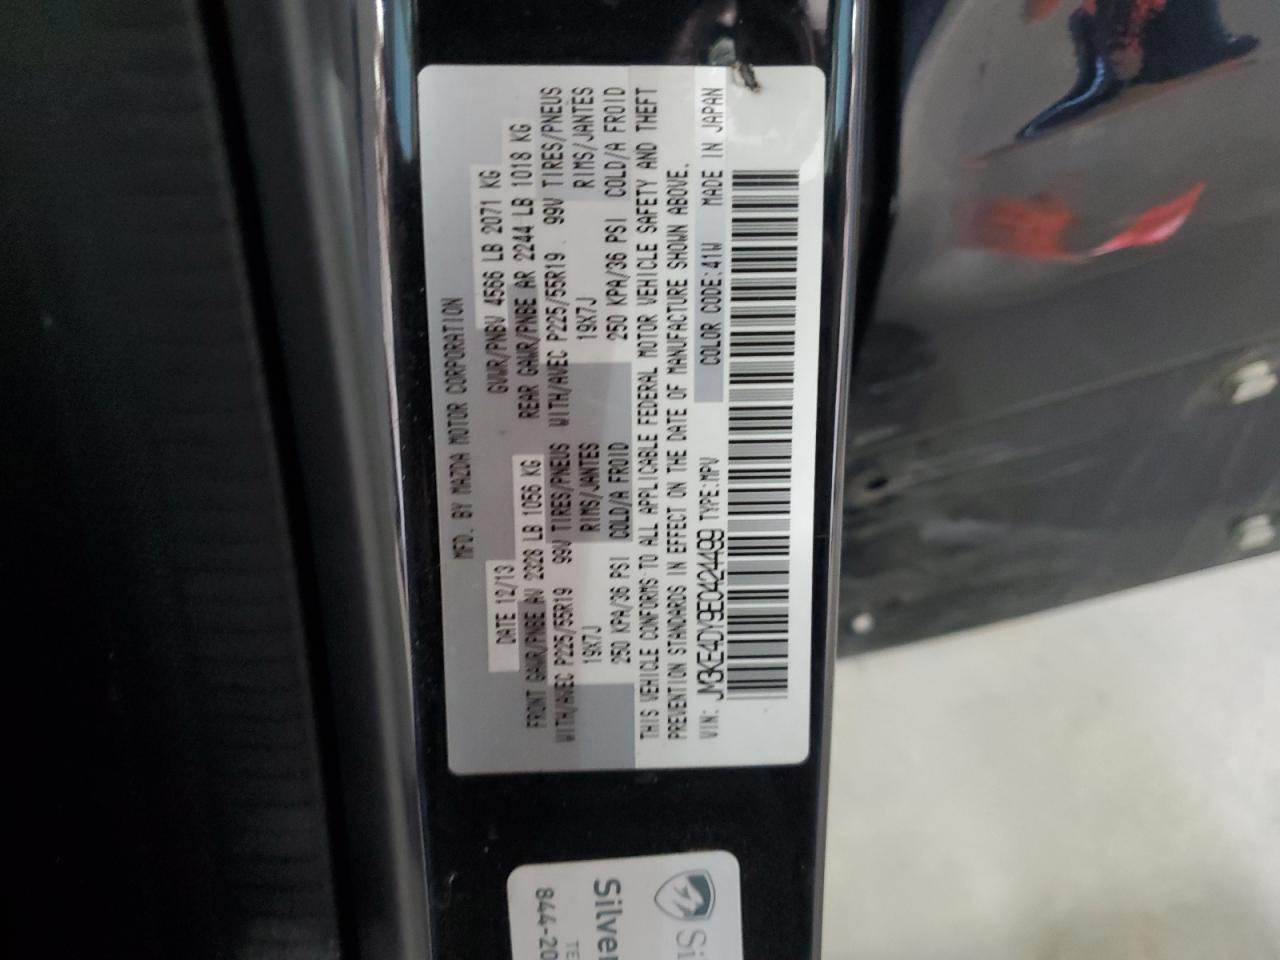 MFD. BY MAZDA MOTOR CORPORATION
DATE 12/13 GVWR/PNBV 4566 LB 2071 KG
FRONT GAWR/PNBE AV 2328 LB 1056 KG REAR GAWR/PNBE AR 2244 LB 1018 KG
WITH/AVEC P225/55R19 99V TIRES/PNEUS WITH/AVEC P225/55R19 99V TIRES/PNEUS
19X7J RIMS/JANTES 19X7J RIMS/JANTES
250 KPA/36 PSI COLD/A FROID 250 KPA/36 PSI COLD/A FROID
THIS VEHICLE CONFORMS TO ALL APPLICABLE FEDERAL MOTOR VEHICLE SAFETY AND THEFT
PREVENTION STANDARDS IN EFFECT ON THE DATE OF MANUFACTURE SHOWN ABOVE.
VIN: JM3KE4DY9E0424499 TYPE:MPV COLOR CODE:41W MADE IN JAPAN
Si
Silver
844-20
TE